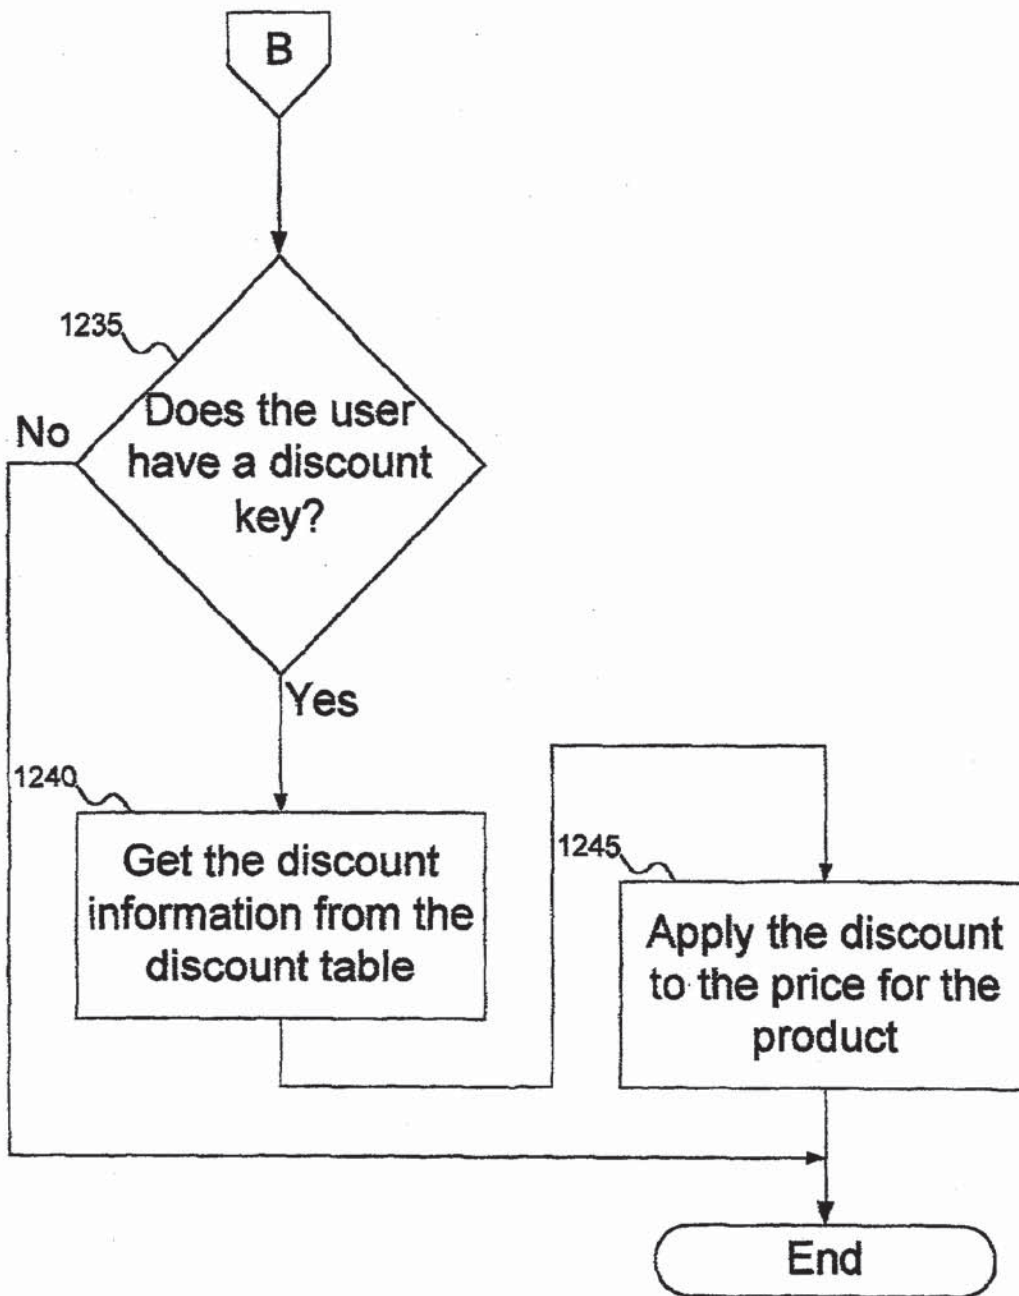 B
1235
Does the user
have a discount
key?
No
Yes
1240
Get the discount
information from the
discount table
1245
Apply the discount
to the price for the
product
End